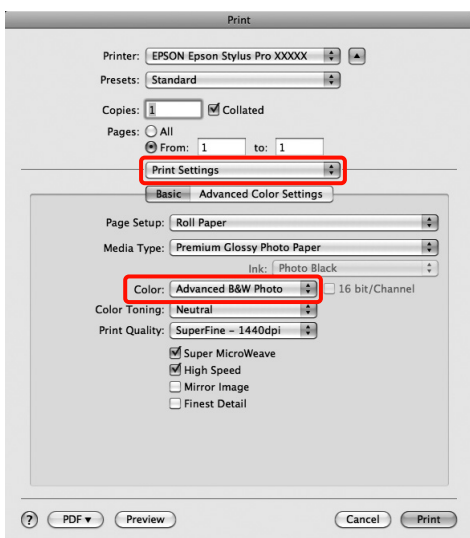 Print
Printer: EPSON Epson Stylus Pro XXXXX
Presets: Standard
Copies: 1 Collated
Pages: All
From: 1 to: 1
Print Settings
Basic Advanced Color Settings
Page Setup: Roll Paper
Media Type: Premium Glossy Photo Paper
Ink: Photo Black
Color: Advanced B&W Photo 16 bit/Channel
Color Toning: Neutral
Print Quality: SuperFine – 1440dpi
Super MicroWeave
High Speed
Mirror Image
Finest Detail
? PDF ▾ Preview Cancel Print